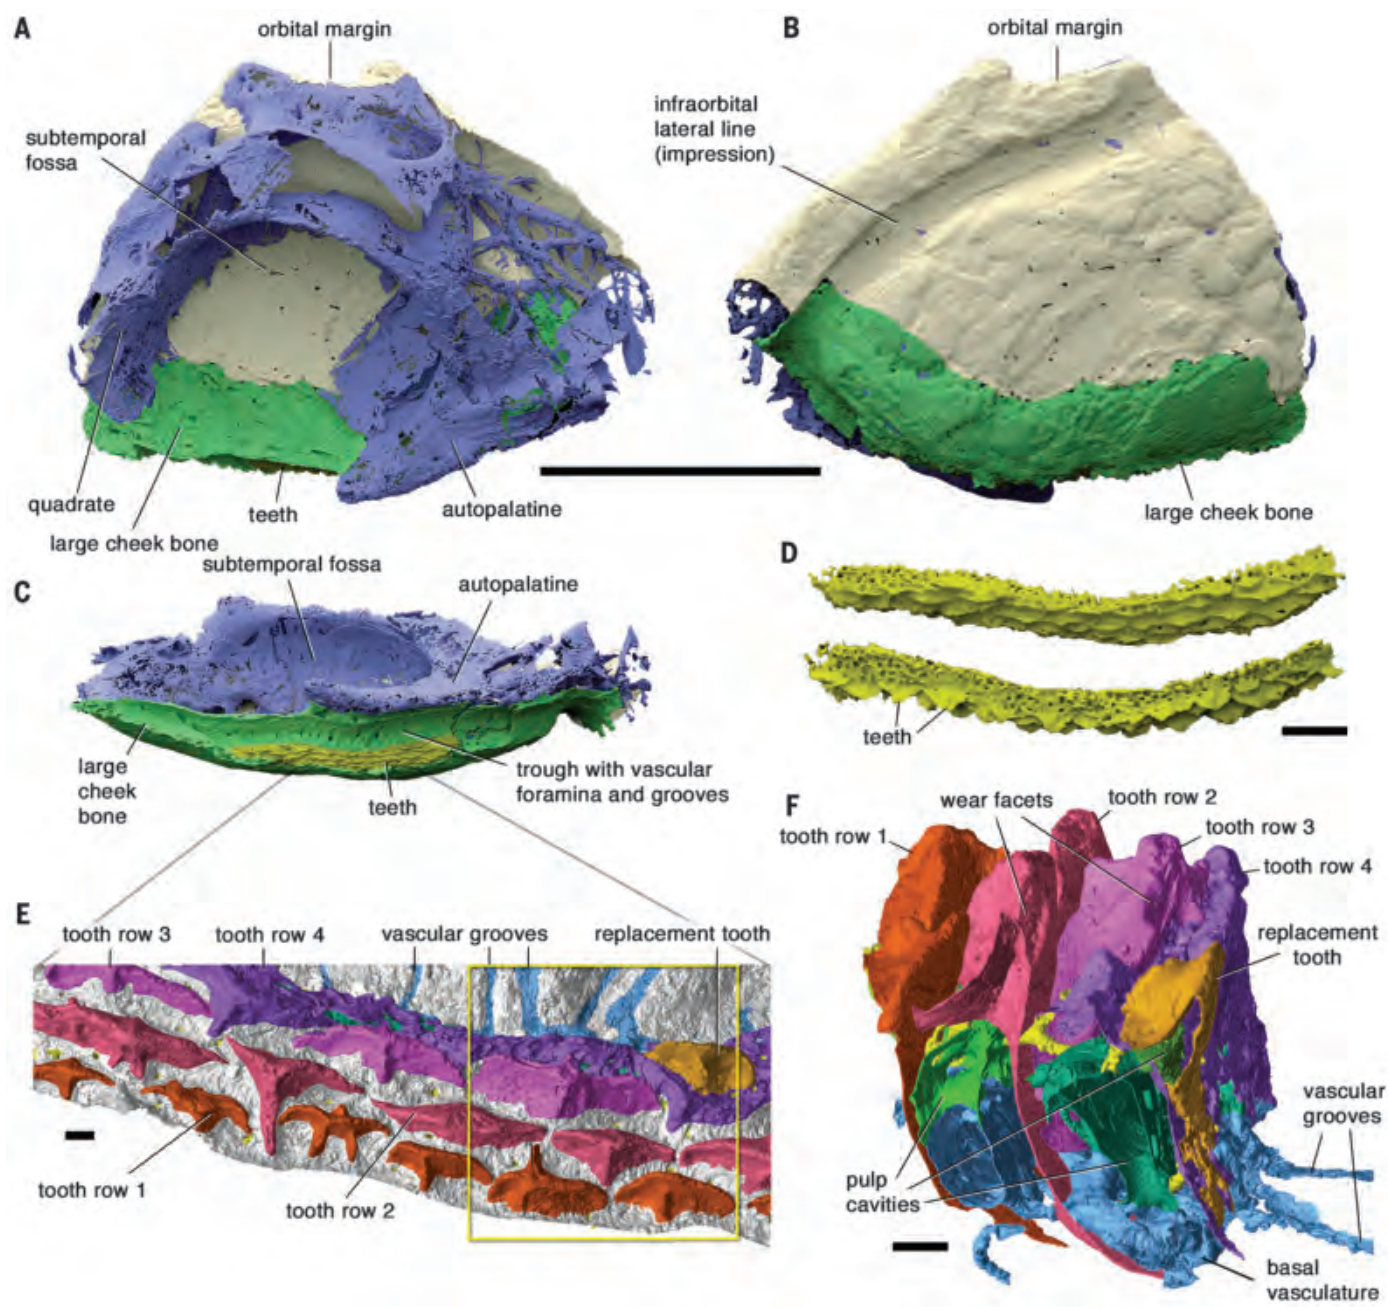 A
orbital margin
subtemporal
fossa
quadrate
large cheek bone
teeth
autopalatine
B
orbital margin
infraorbital
lateral line
(impression)
large cheek bone
C
subtemporal fossa
autopalatine
large
cheek
bone
teeth
trough with vascular
foramina and grooves
D
teeth
E
tooth row 3
tooth row 4
vascular grooves
replacement tooth
tooth row 1
tooth row 2
F
wear facets
tooth row 2
tooth row 1
tooth row 3
tooth row 4
replacement
tooth
vascular
grooves
pulp
cavities
basal
vasculature